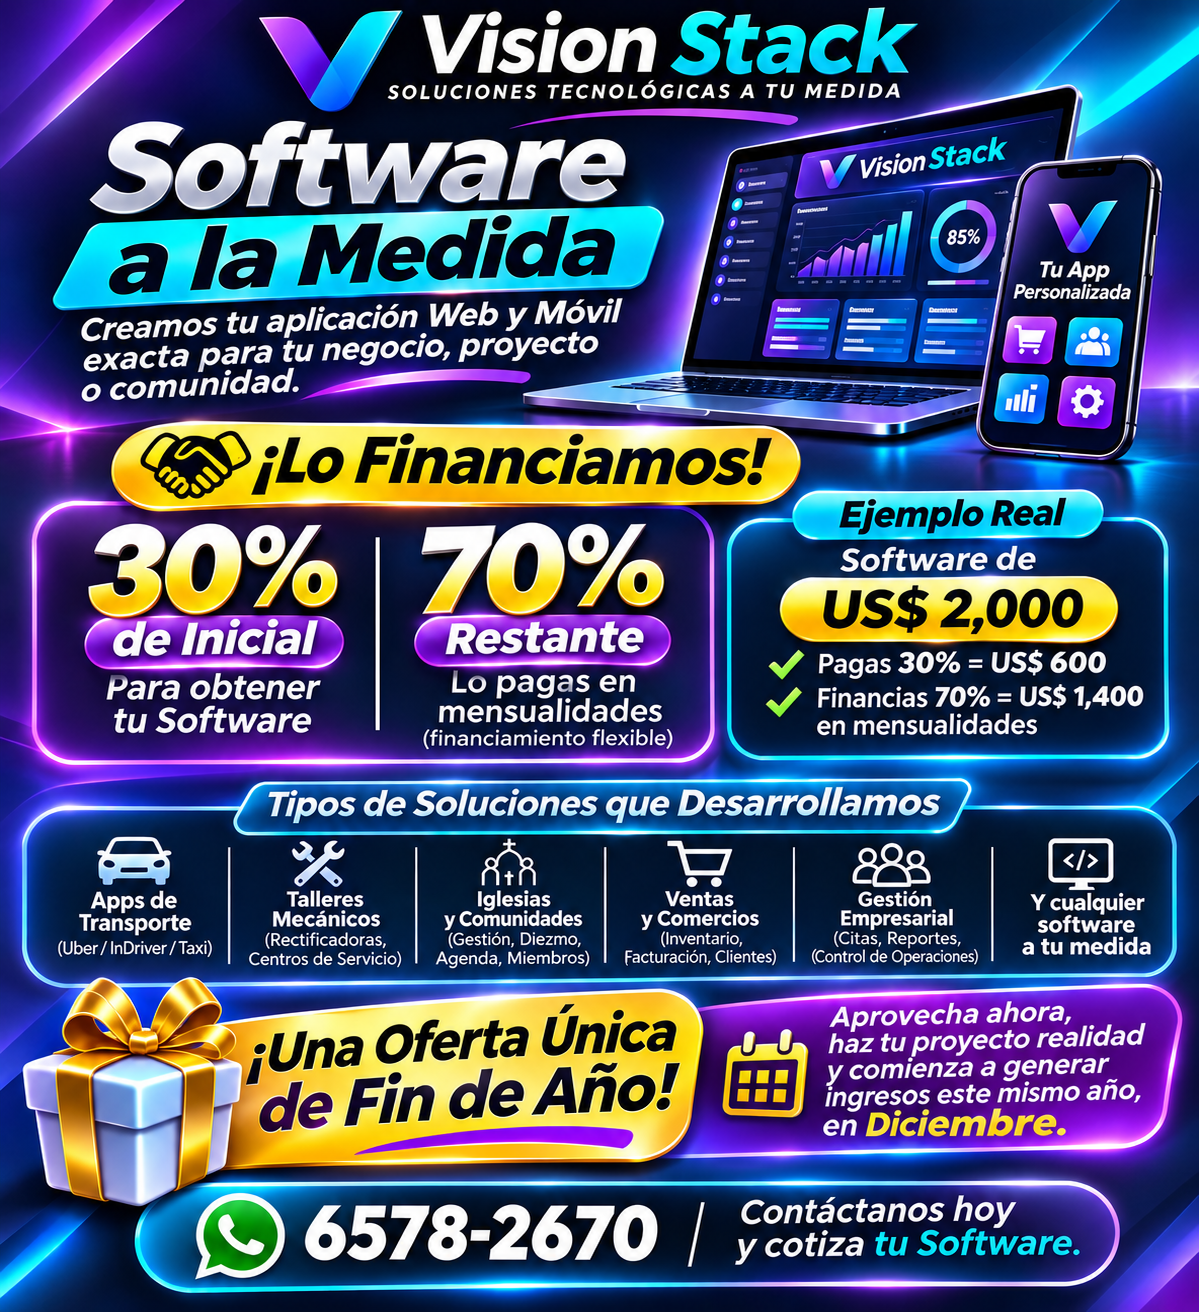 Vision Stack
SOLUCIONES TECNOLÓGICAS A TU MEDIDA
Software
a la Medida
Creamos tu aplicación Web y Móvil
exacta para tu negocio, proyecto
o comunidad.
Vision Stack
85%
Tu App
Personalizada
¡Lo Financiamos!
30%
de Inicial
Para obtener
tu Software
70%
Restante
Lo pagas en
mensualidades
(financiamiento flexible)
Ejemplo Real
Software de
US$ 2,000
Pagas 30% = US$ 600
Financias 70% = US$ 1,400
en mensualidades
Tipos de Soluciones que Desarrollamos
Apps de
Transporte
(Uber / InDriver / Taxi)
Talleres
Mecánicos
(Rectificadoras,
Centros de Servicio)
Iglesias
y Comunidades
(Gestión, Diezmo,
Agenda, Miembros)
Ventas
y Comercios
(Inventario,
Facturación, Clientes)
Gestión
Empresarial
(Citas, Reportes,
(Control de Operaciones)
</>
Y cualquier
software
a tu medida
¡Una Oferta Única
de Fin de Año!
Aprovecha ahora,
haz tu proyecto realidad
y comienza a generar
ingresos este mismo año,
en Diciembre.
6578-2670
Contáctanos hoy
y cotiza tu Software.